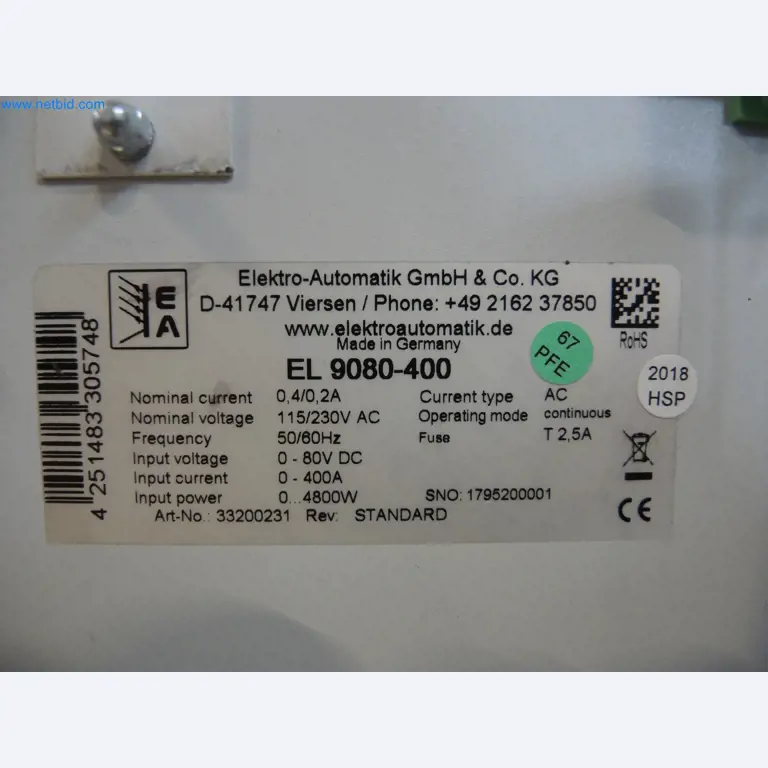 www.netbid.com
EA
Elektro-Automatik GmbH & Co. KG
D-41747 Viersen / Phone: +49 2162 37850
www.elektroautomatik.de
Made in Germany
RoHS
EL 9080-400
67
PFE
2018
HSP
Nominal current 0,4/0,2A Current type AC
Nominal voltage 115/230V AC Operating mode continuous
Frequency 50/60Hz Fuse T 2,5A
Input voltage 0 - 80V DC
Input current 0 - 400A
Input power 0...4800W SNO: 1795200001
Art-No.: 33200231 Rev: STANDARD
CE
4 251483 305748